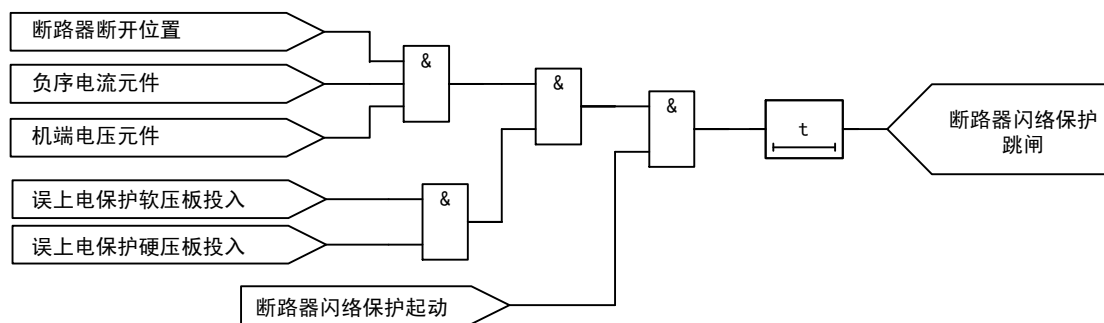 断路器断开位置
&
负序电流元件
&
&
机端电压元件
t
断路器闪络保护
跳闸
误上电保护软压板投入
&
误上电保护硬压板投入
断路器闪络保护起动